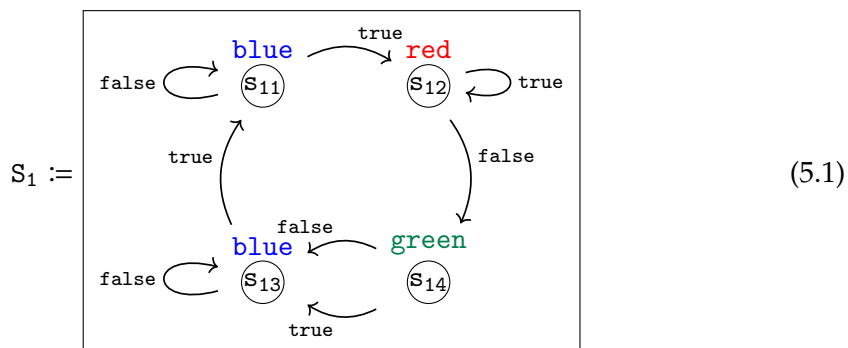 true
blue red
false s₁₁ s₁₂ true
true false
S₁ := (5.1)
false
blue green
false s₁₃ s₁₄
true